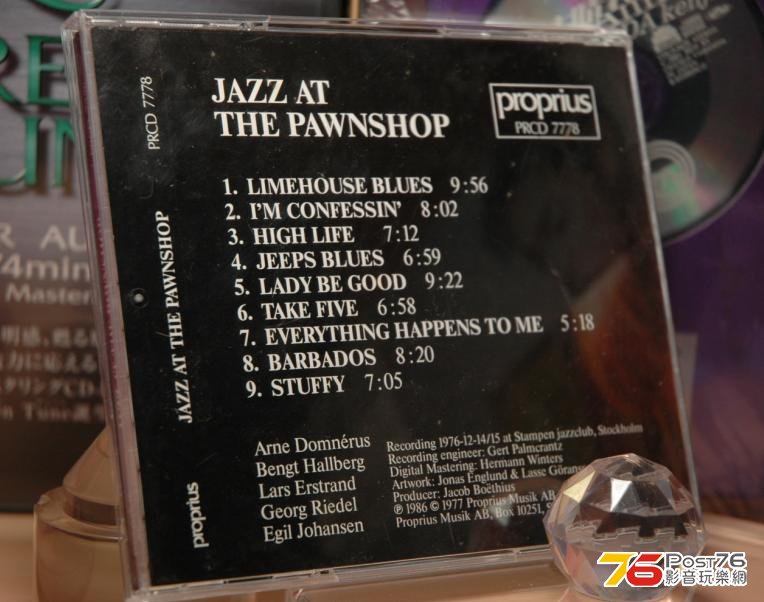 JAZZ AT
THE PAWNSHOP
proprius
PRCD 7778
1. LIMEHOUSE BLUES 9:56
2. I'M CONFESSIN' 8:02
3. HIGH LIFE 7:12
4. JEEPS BLUES 6:59
5. LADY BE GOOD 9:22
6. TAKE FIVE 6:58
7. EVERYTHING HAPPENS TO ME 5:18
8. BARBADOS 8:20
9. STUFFY 7:05
Arne Domnérus
Bengt Hallberg
Lars Erstrand
Georg Riedel
Egil Johansen
Recording 1976-12-14/15 at Stampen jazzclub, Stockholm
Recording engineer: Gert Palmcrantz
Digital Mastering: Hermann Winters
Artwork: Jonas Englund & Lasse Görans
Producer: Jacob Boëthius
℗ 1986 © 1977 Proprius Musik AB
Proprius Musik AB, Box 10251, S
PRCD 7778
JAZZ AT THE PAWNSHOP
proprius
74min
Master
76 Post76
影音玩樂網